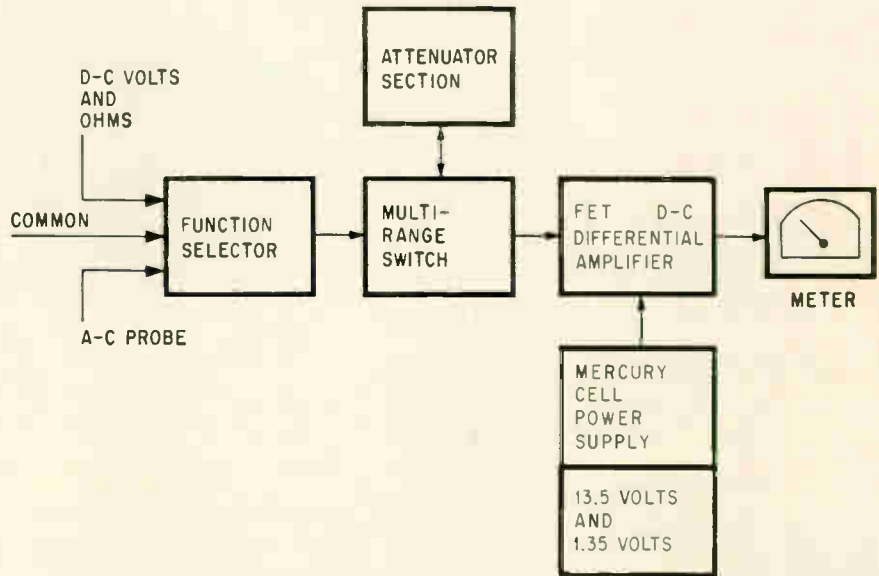 ATTENUATOR
SECTION
D-C VOLTS
AND
OHMS
COMMON
FUNCTION
SELECTOR
MULTI-
RANGE
SWITCH
FET D-C
DIFFERENTIAL
AMPLIFIER
METER
A-C PROBE
MERCURY
CELL
POWER
SUPPLY
13.5 VOLTS
AND
1.35 VOLTS